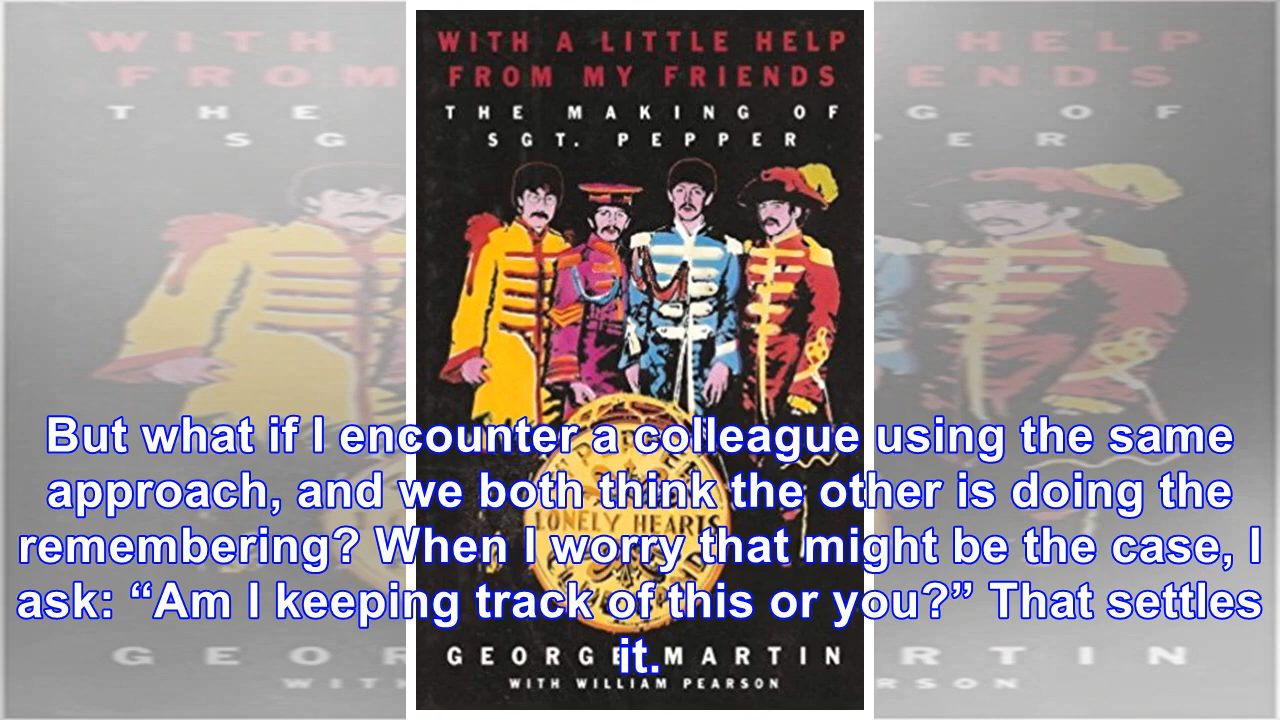 WITH A LITTLE HELP
FROM MY FRIENDS
THE MAKING OF
SGT. PEPPER
LONELY HEARTS
But what if I encounter a colleague using the same
approach, and we both think the other is doing the
remembering? When I worry that might be the case, I
ask: “Am I keeping track of this or you?” That settles
it.
GEORGE MARTIN
WITH WILLIAM PEARSON